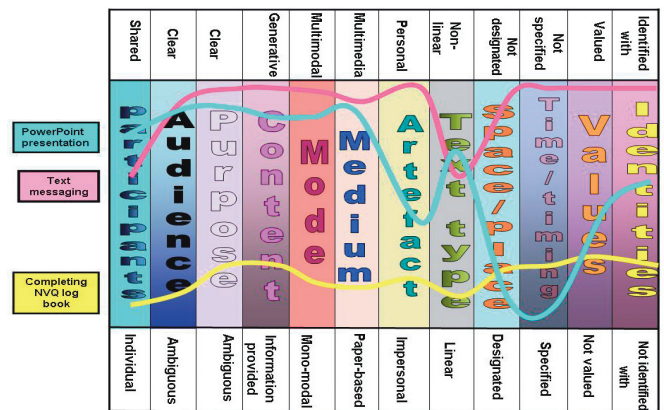 Shared
Clear
Clear
Generative
Multimodal
Multimedia
Personal
Non-
linear
Not
designated
Not
specified
Valued
Identified
with
PowerPoint
presentation
Text
messaging
Completing
NVQ log
book
Participants
Audience
Purpose
Content
Mode
Medium
Artefact
Text type
Space/place
Time/timing
Values
Identities
Individual
Ambiguous
Ambiguous
Information
provided
Mono-modal
Paper-based
Impersonal
Linear
Designated
Specified
Not valued
Not identified
with